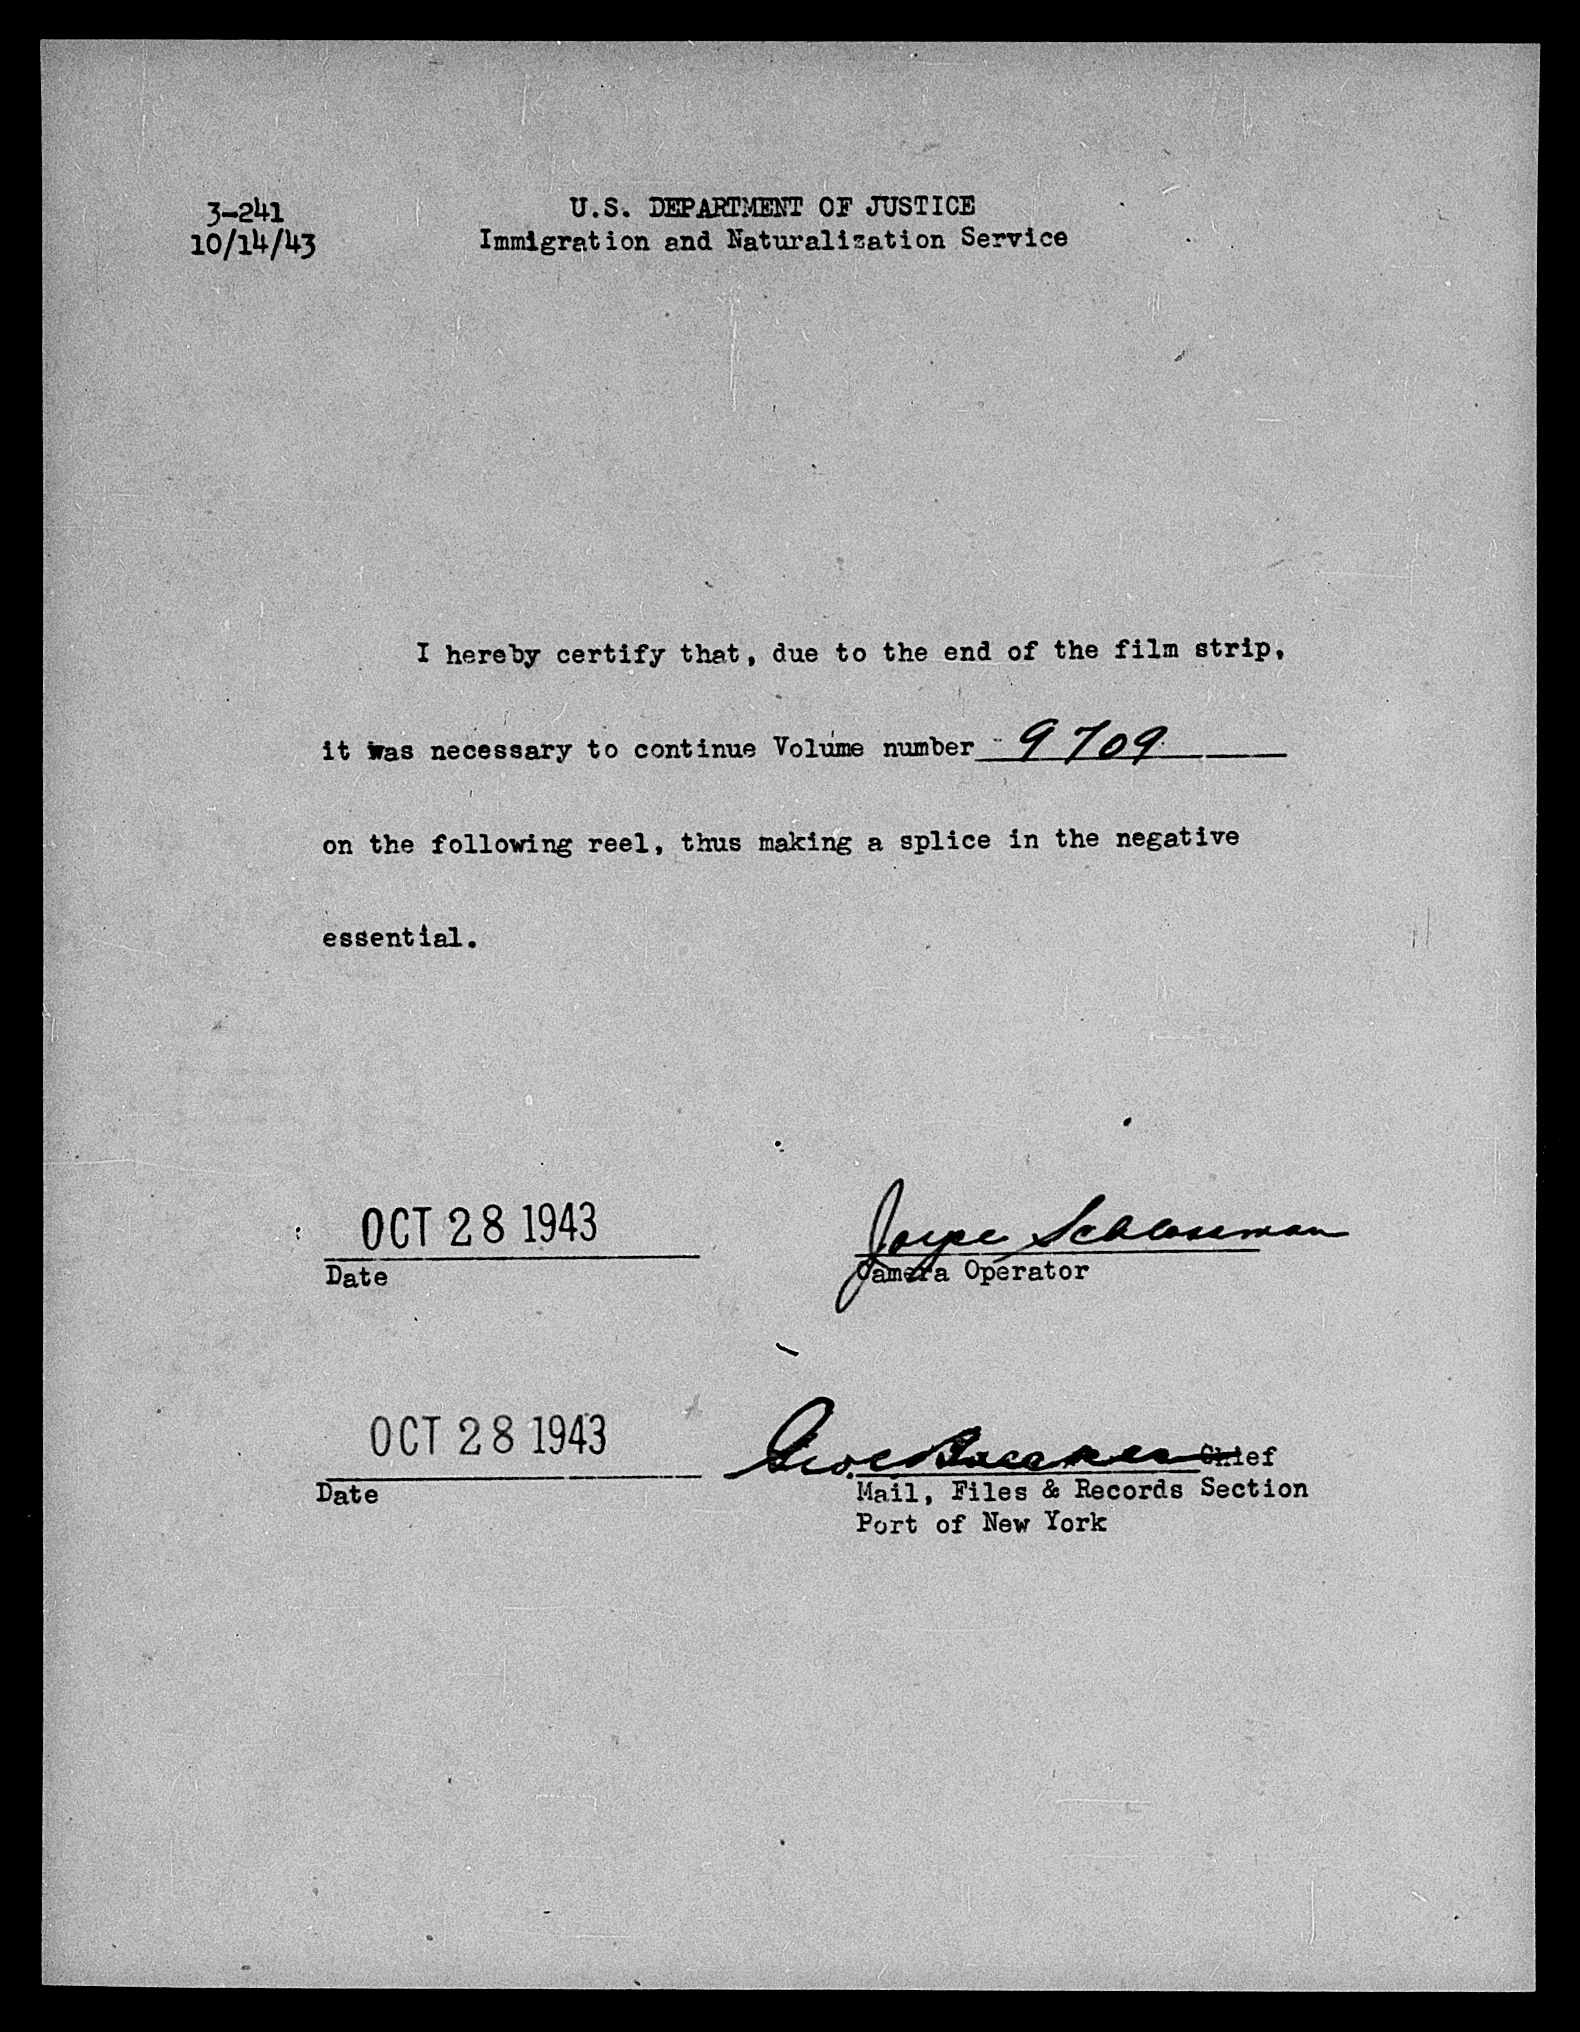 3-241
10/14/43
U.S. DEPARTMENT OF JUSTICE
Immigration and Naturalization Service
I hereby certify that, due to the end of the film strip,
it was necessary to continue Volume number 9709
on the following reel, thus making a splice in the negative
essential.
OCT 28 1943
Date
Joyce Schlossman
Camera Operator
OCT 28 1943
Date
Chief
Mail, Files & Records Section
Port of New York